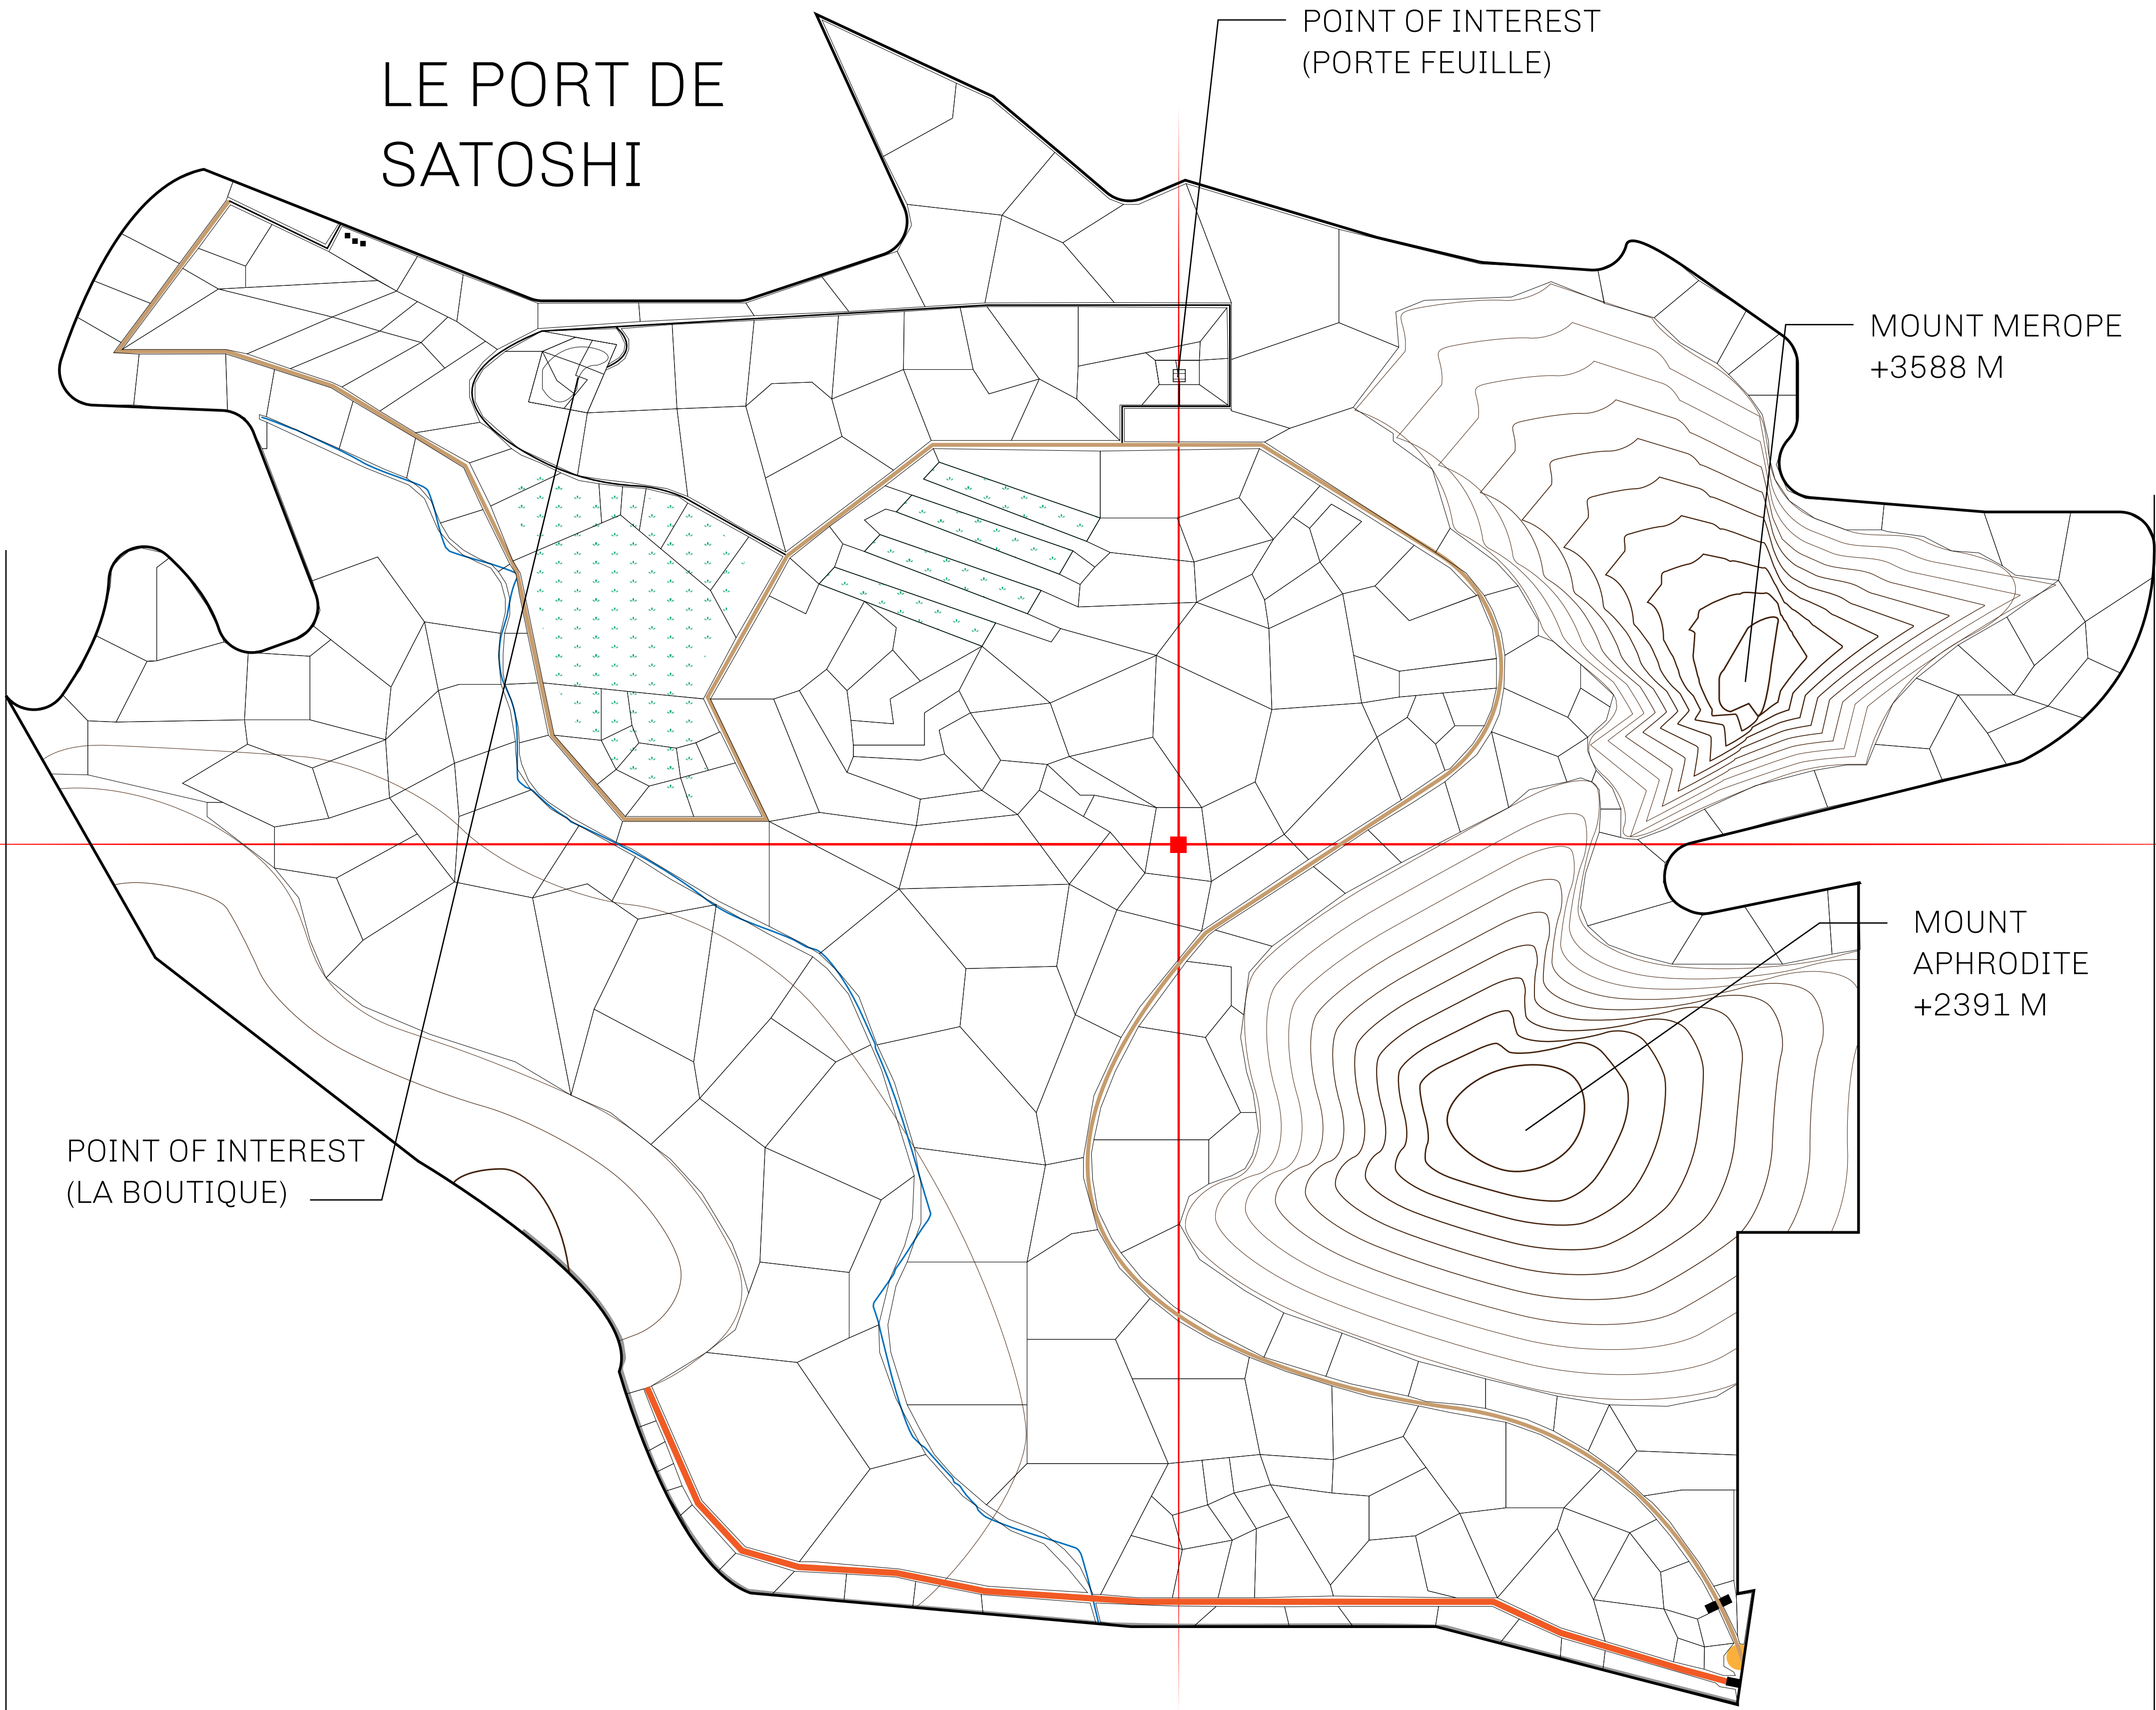 LE PORT DE
SATOSHI
POINT OF INTEREST
(PORTE FEUILLE)
MOUNT MEROPE
+3588 M
MOUNT
APHRODITE
+2391 M
POINT OF INTEREST
(LA BOUTIQUE)